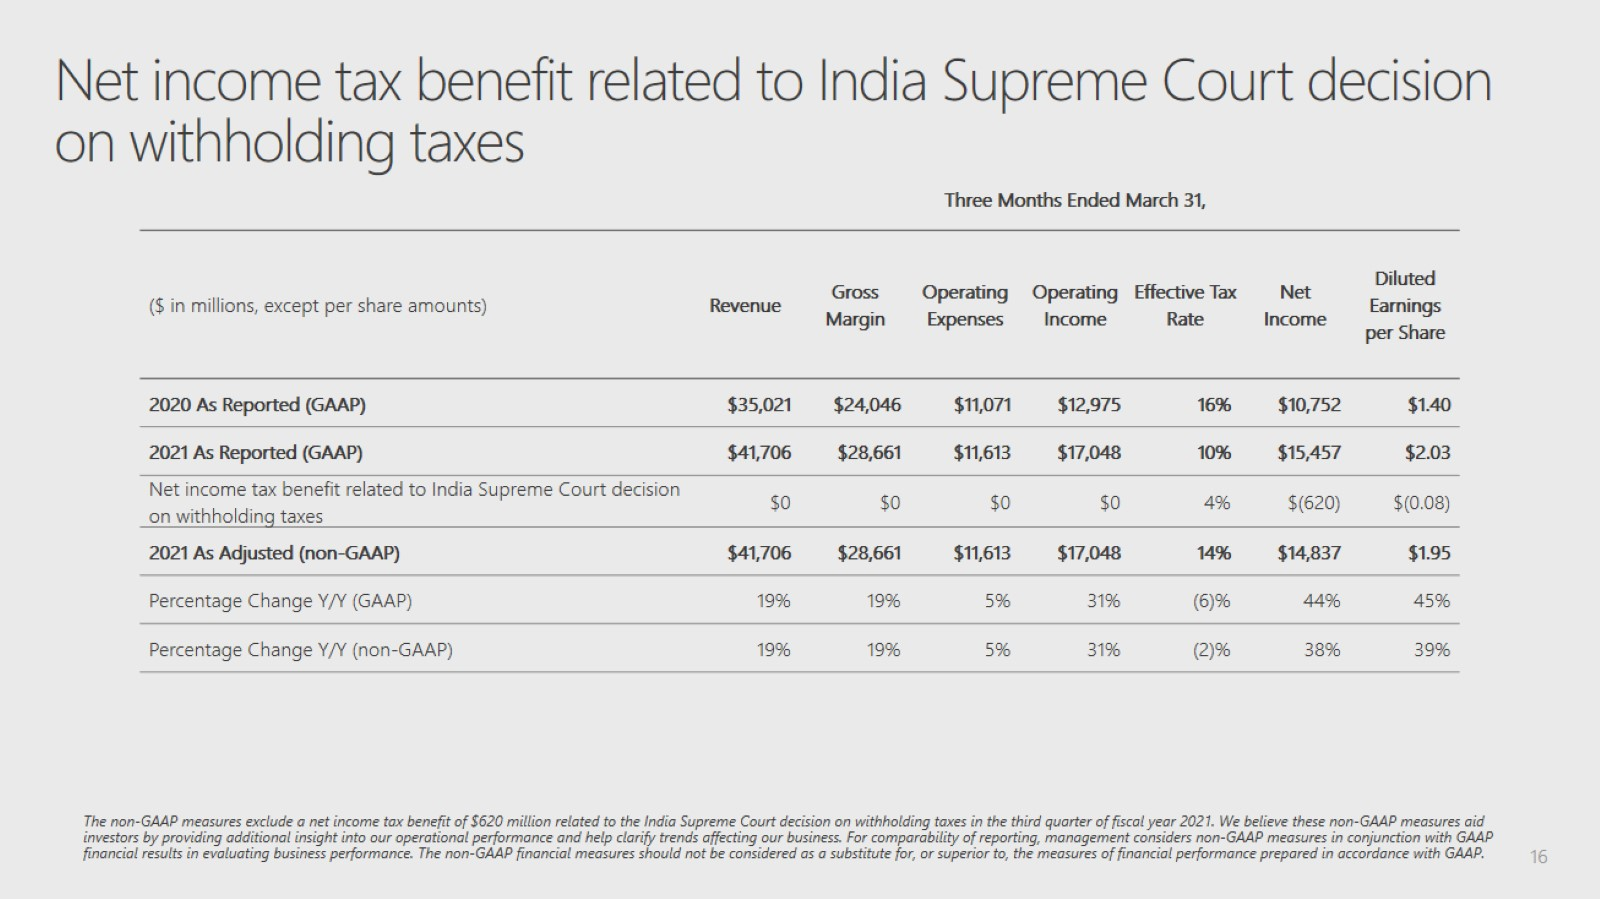 Net income tax benefit related to India Supreme Court decision
on withholding taxes
Three Months Ended March 31,
($ in millions, except per share amounts) Revenue Gross Margin Operating Expenses Operating Income Effective Tax Rate Net Income Diluted Earnings per Share
2020 As Reported (GAAP) $35,021 $24,046 $11,071 $12,975 16% $10,752 $1.40
2021 As Reported (GAAP) $41,706 $28,661 $11,613 $17,048 10% $15,457 $2.03
Net income tax benefit related to India Supreme Court decision
on withholding taxes $0 $0 $0 $0 4% $(620) $(0.08)
2021 As Adjusted (non-GAAP) $41,706 $28,661 $11,613 $17,048 14% $14,837 $1.95
Percentage Change Y/Y (GAAP) 19% 19% 5% 31% (6)% 44% 45%
Percentage Change Y/Y (non-GAAP) 19% 19% 5% 31% (2)% 38% 39%
The non-GAAP measures exclude a net income tax benefit of $620 million related to the India Supreme Court decision on withholding taxes in the third quarter of fiscal year 2021. We believe these non-GAAP measures aid
investors by providing additional insight into our operational performance and help clarify trends affecting our business. For comparability of reporting, management considers non-GAAP measures in conjunction with GAAP
financial results in evaluating business performance. The non-GAAP financial measures should not be considered as a substitute for, or superior to, the measures of financial performance prepared in accordance with GAAP.
16